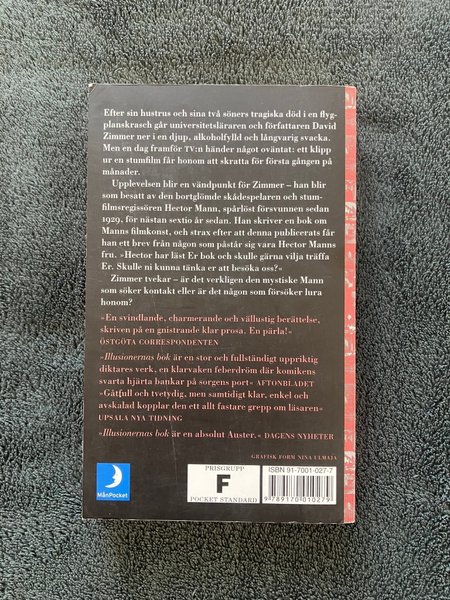 Efter sin hustrus och sina två söners tragiska död i en flyg-
planskrasch går universitetsläraren och författaren David
Zimmer ner i en djup, alkoholfylld och långvarig svacka.
Men en dag framför TV:n händer något oväntat: ett klipp
ur en stumfilm får honom att skratta för första gången på
månader.
Upplevelsen blir en vändpunkt för Zimmer – han blir
som besatt av den bortglömde skådespelaren och stum-
filmsregissören Hector Mann, spårlöst försvunnen sedan
1929, för nästan sextio år sedan. Han skriver en bok om
Manns filmkonst, och strax efter att denna publicerats får
han ett brev från någon som påstår sig vara Hector Manns
fru. »Hector har läst Er bok och skulle gärna vilja träffa
Er. Skulle ni kunna tänka er att besöka oss?«
Zimmer tvekar – är det verkligen den mystiske Mann
som söker kontakt eller är det någon som försöker lura
honom?
»En svindlande, charmerande och vällustig berättelse,
skriven på en gnistrande klar prosa. En pärla!«
ÖSTGÖTA CORRESPONDENTEN
»Illusionernas bok är en stor och fullständigt uppriktig
diktares verk, en klarvaken feberdröm där komikens
svarta hjärta bankar på sorgens port« AFTONBLADET
»Gåtfull och tvetydig, men samtidigt klar, enkel och
avskalad kopplar den ett allt fastare grepp om läsaren«
UPSALA NYA TIDNING
»Illusionernas bok är en absolut Auster.« DAGENS NYHETER
GRAFISK FORM NINA ULMAJA
MånPocket
PRISGRUPP
F
POCKET STANDARD
ISBN 91-7001-027-7
9 789170 010279